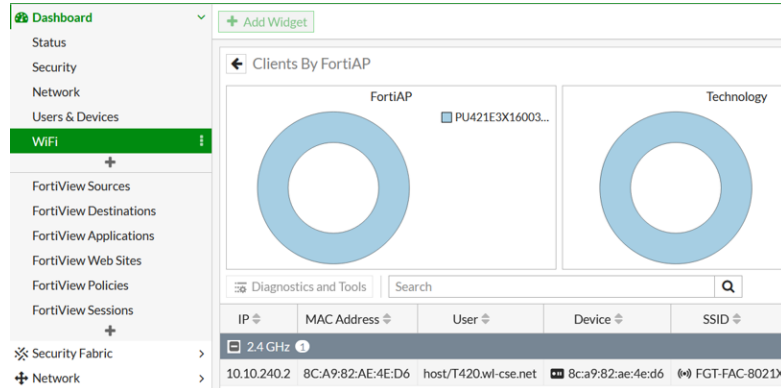 Dashboard
Status
Security
Network
Users & Devices
WiFi
FortiView Sources
FortiView Destinations
FortiView Applications
FortiView Web Sites
FortiView Policies
FortiView Sessions
Security Fabric
Network
Add Widget
Clients By FortiAP
FortiAP
PU421E3X16003...
Technology
Diagnostics and Tools
Search
IP MAC Address User Device SSID
2.4 GHz 1
10.10.240.2 8C:A9:82:AE:4E:D6 host/T420.wl-cse.net 8c:a9:82:ae:4e:d6 FGT-FAC-8021X